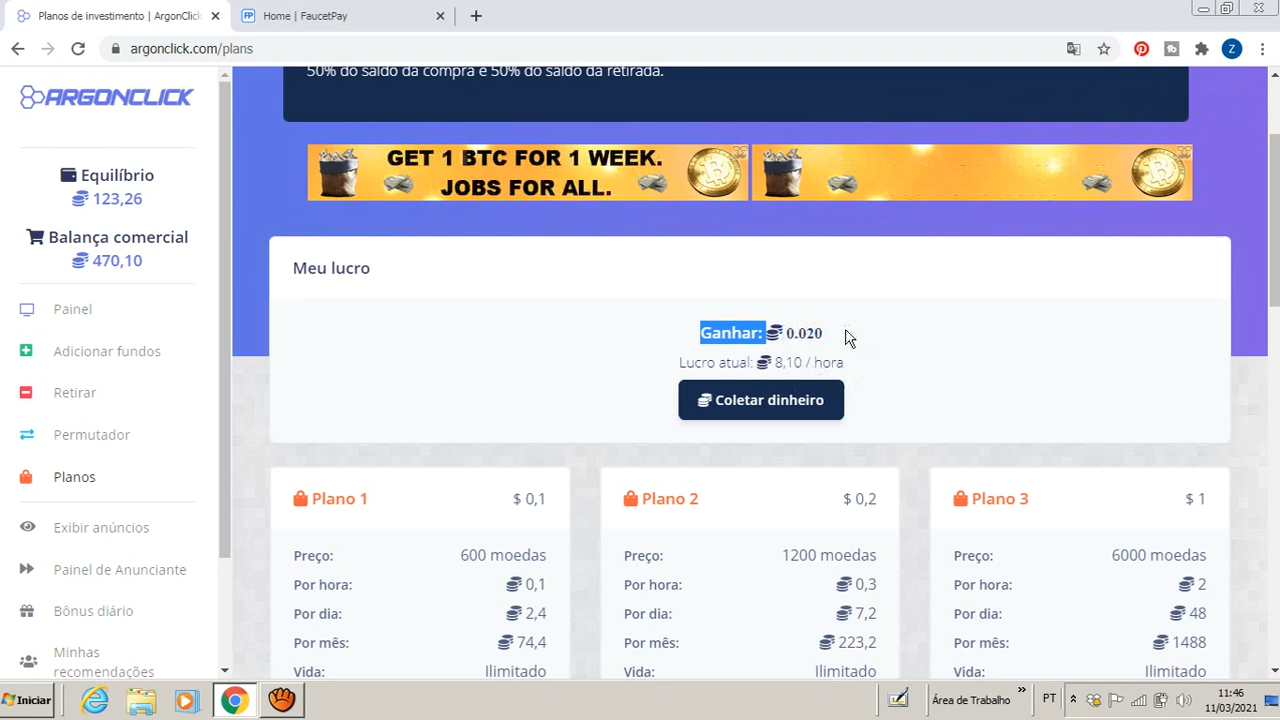 Planos de investimento | ArgonClick
Home | FaucetPay
argonclick.com/plans
Z
ARGONCLICK
Equilíbrio
123,26
Balança comercial
470,10
Painel
Adicionar fundos
Retirar
Permutador
Planos
Exibir anúncios
Painel de Anunciante
Bônus diário
Minhas
recomendações
50% do saldo da compra e 50% do saldo da retirada.
GET 1 BTC FOR 1 WEEK.
JOBS FOR ALL.
Meu lucro
Ganhar: 0.020
Lucro atual: 8,10 / hora
Coletar dinheiro
Plano 1 $ 0,1
Preço: 600 moedas
Por hora: 0,1
Por dia: 2,4
Por mês: 74,4
Vida: Ilimitado
Plano 2 $ 0,2
Preço: 1200 moedas
Por hora: 0,3
Por dia: 7,2
Por mês: 223,2
Vida: Ilimitado
Plano 3 $ 1
Preço: 6000 moedas
Por hora: 2
Por dia: 48
Por mês: 1488
Vida: Ilimitado
Iniciar
Área de Trabalho
PT
11:46
11/03/2021